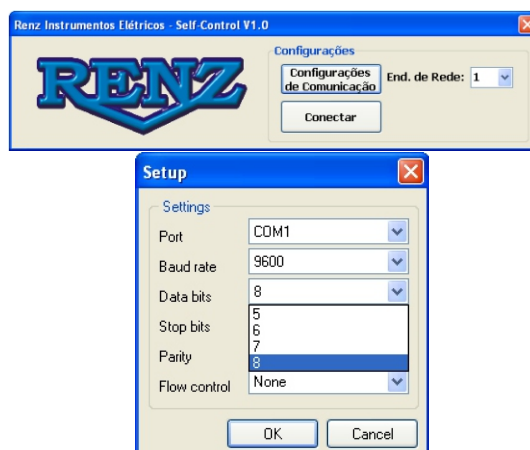 Renz Instrumentos Elétricos - Self-Control V1.0
RENZ
Configurações
Configurações
de Comunicação
End. de Rede: 1
Conectar
Setup
Settings
Port COM1
Baud rate 9600
Data bits 8
5
Stop bits
6
7
Parity
8
Flow control None
OK Cancel